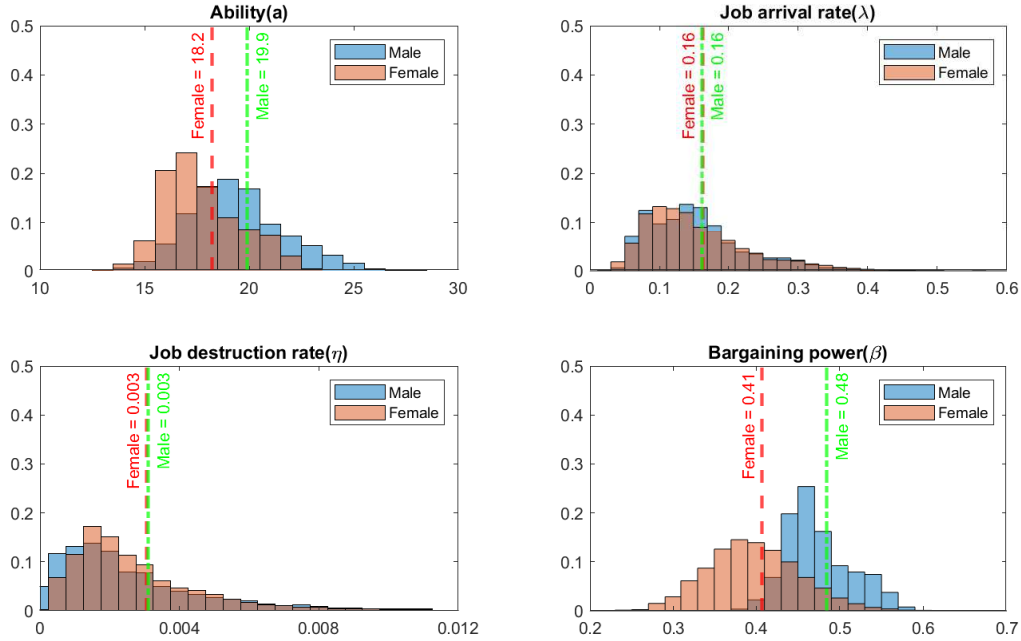 Ability(a)
0.5
0.4
0.3
0.2
0.1
0
10
15
20
25
30
Female = 18.2
Male = 19.9
Male
Female
Job arrival rate(λ)
0.5
0.4
0.3
0.2
0.1
0
0
0.1
0.2
0.3
0.4
0.5
0.6
Female = 0.16
Male = 0.16
Male
Female
Job destruction rate(η)
0.5
0.4
0.3
0.2
0.1
0
0
0.004
0.008
0.012
Female = 0.003
Male = 0.003
Male
Female
Bargaining power(β)
0.5
0.4
0.3
0.2
0.1
0
0.2
0.3
0.4
0.5
0.6
0.7
Female = 0.41
Male = 0.48
Male
Female